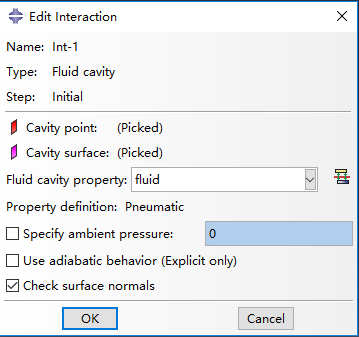 Edit Interaction
Name: Int-1
Type: Fluid cavity
Step: Initial
Cavity point: (Picked)
Cavity surface: (Picked)
Fluid cavity property: fluid
Property definition: Pneumatic
Specify ambient pressure: 0
Use adiabatic behavior (Explicit only)
Check surface normals
OK Cancel